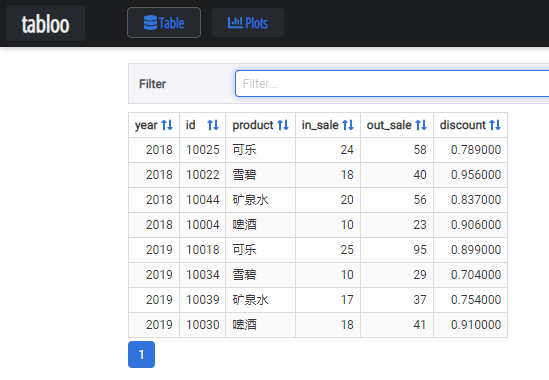 tabloo Table Plots
Filter Filter...
year id product in_sale out_sale discount
2018 10025 可乐 24 58 0.789000
2018 10022 雪碧 18 40 0.956000
2018 10044 矿泉水 20 56 0.837000
2018 10004 啤酒 10 23 0.906000
2019 10018 可乐 25 95 0.899000
2019 10034 雪碧 10 29 0.704000
2019 10039 矿泉水 17 37 0.754000
2019 10030 啤酒 18 41 0.910000
1